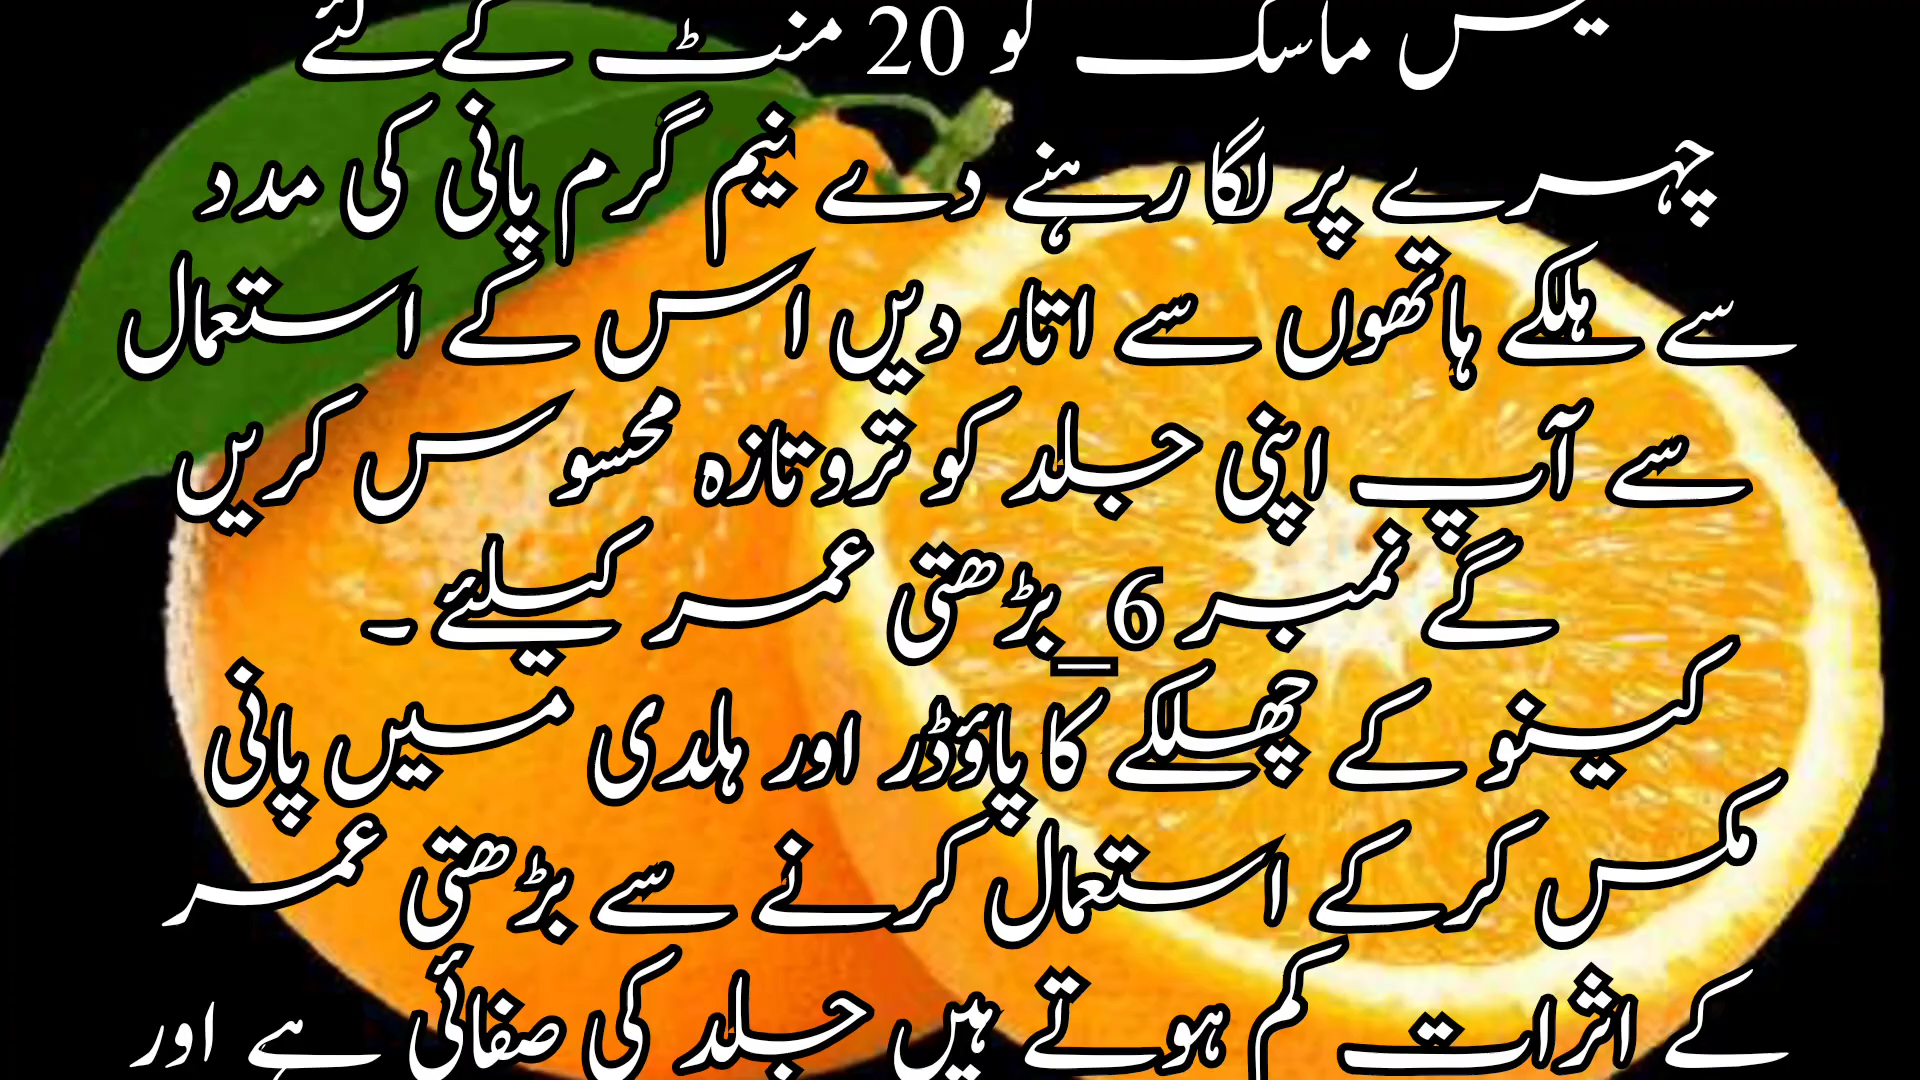 ماسک کو 20 منٹ کے لئے
چہرے پر لگا رہنے دے نیم گرم پانی کی مدد
سے ہلکے ہاتھوں سے اتار دیں اس کے استعمال
سے آپ اپنی جلد کو تروتازہ محسوس کریں
گے نمبر 6_بڑھتی عمر کیلئے ۔
کینو کے چھلکے کا پاؤڈر اور ہلدی میں پانی
مکس کرکے استعمال کرنے سے بڑھتی عمر
کے اثرات کم ہوتے ہیں جلد کی صفائی ہے اور